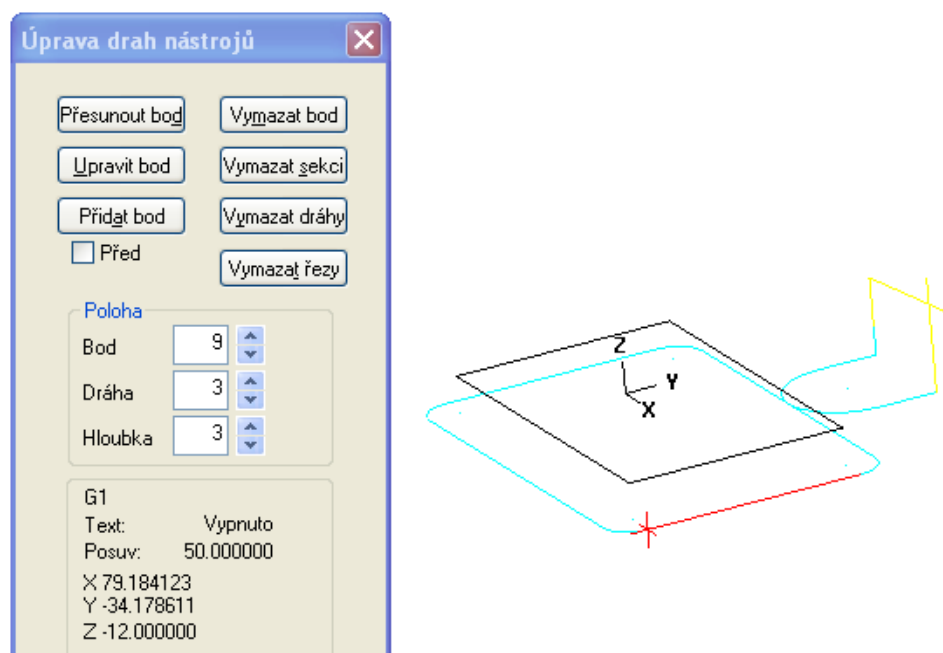 Úprava drah nástrojů
Přesunout bod
Vymazat bod
Upravit bod
Vymazat sekci
Přidat bod
Vymazat dráhy
Před
Vymazat řezy
Poloha
Bod 9
Dráha 3
Hloubka 3
G1
Text: Vypnuto
Posuv: 50.000000
X 79.184123
Y -34.178611
Z -12.000000
Z
Y
X